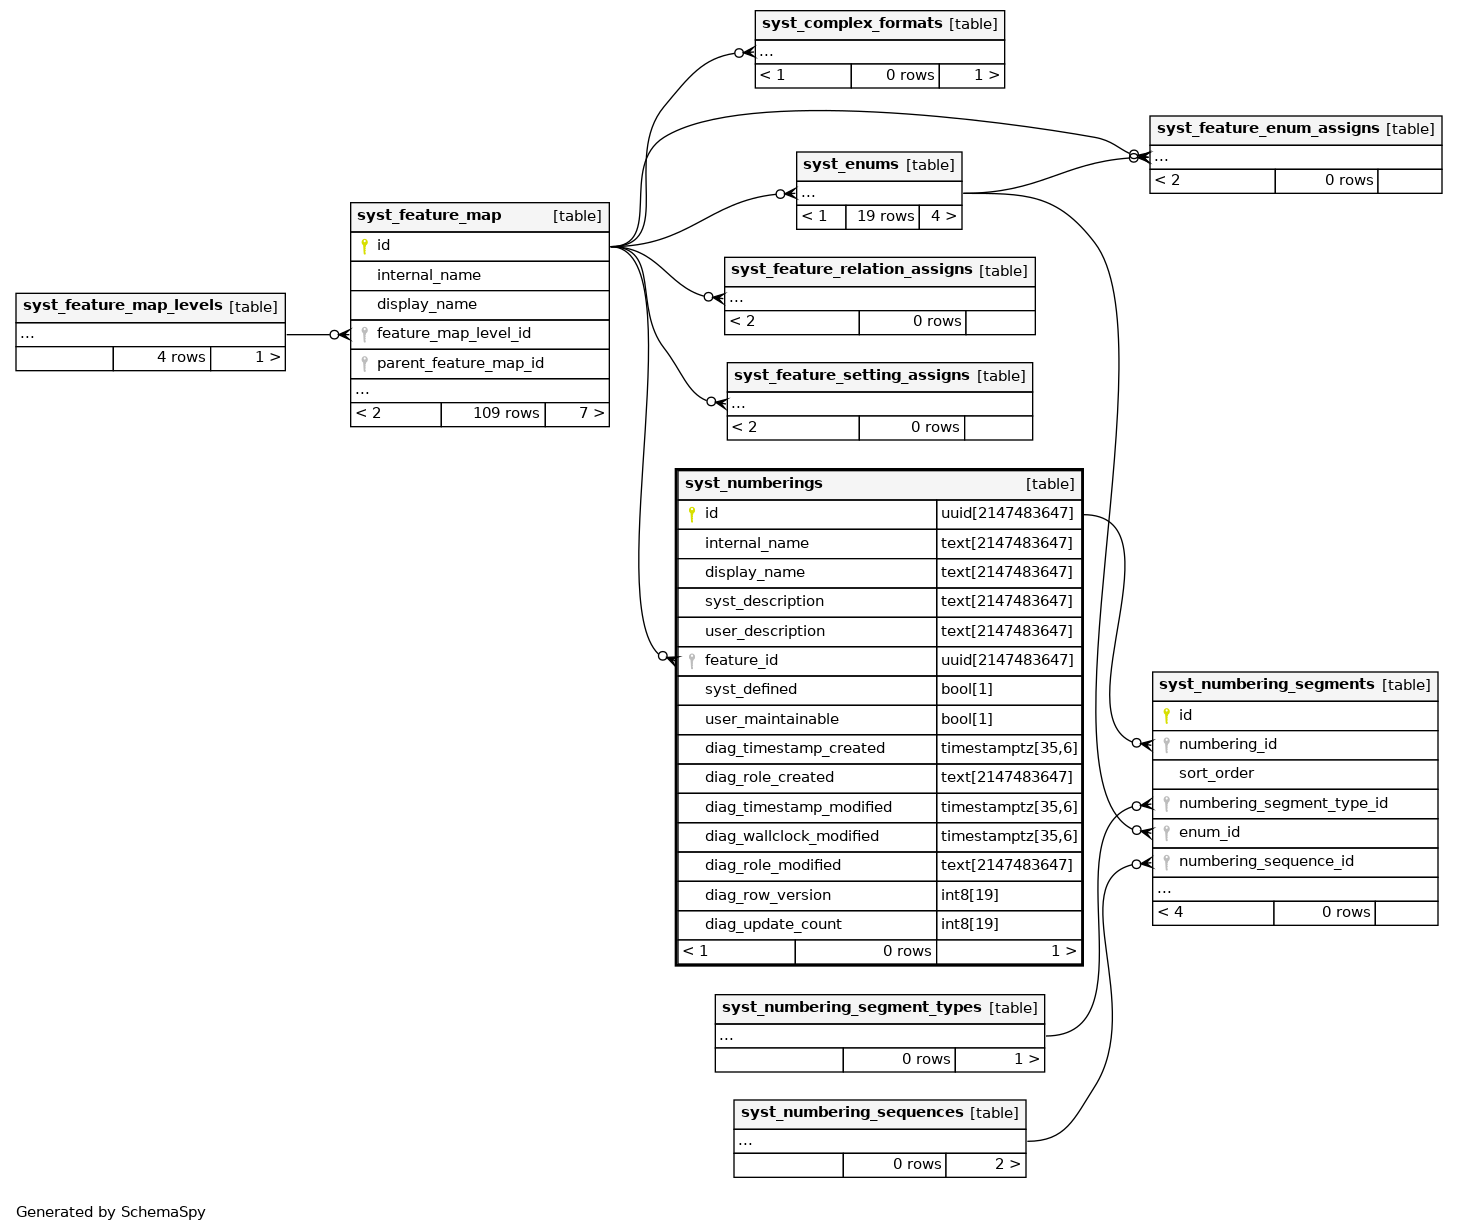 syst_complex_formats [table]
...
< 1 0 rows 1 >
syst_feature_enum_assigns [table]
...
< 2 0 rows
syst_enums [table]
...
< 1 19 rows 4 >
syst_feature_map [table]
id
internal_name
display_name
feature_map_level_id
parent_feature_map_id
...
< 2 109 rows 7 >
syst_feature_map_levels [table]
...
4 rows 1 >
syst_feature_relation_assigns [table]
...
< 2 0 rows
syst_feature_setting_assigns [table]
...
< 2 0 rows
syst_numberings [table]
id uuid[2147483647]
internal_name text[2147483647]
display_name text[2147483647]
syst_description text[2147483647]
user_description text[2147483647]
feature_id uuid[2147483647]
syst_defined bool[1]
user_maintainable bool[1]
diag_timestamp_created timestamptz[35,6]
diag_role_created text[2147483647]
diag_timestamp_modified timestamptz[35,6]
diag_wallclock_modified timestamptz[35,6]
diag_role_modified text[2147483647]
diag_row_version int8[19]
diag_update_count int8[19]
< 1 0 rows 1 >
syst_numbering_segments [table]
id
numbering_id
sort_order
numbering_segment_type_id
enum_id
numbering_sequence_id
...
< 4 0 rows
syst_numbering_segment_types [table]
...
0 rows 1 >
syst_numbering_sequences [table]
...
0 rows 2 >
Generated by SchemaSpy